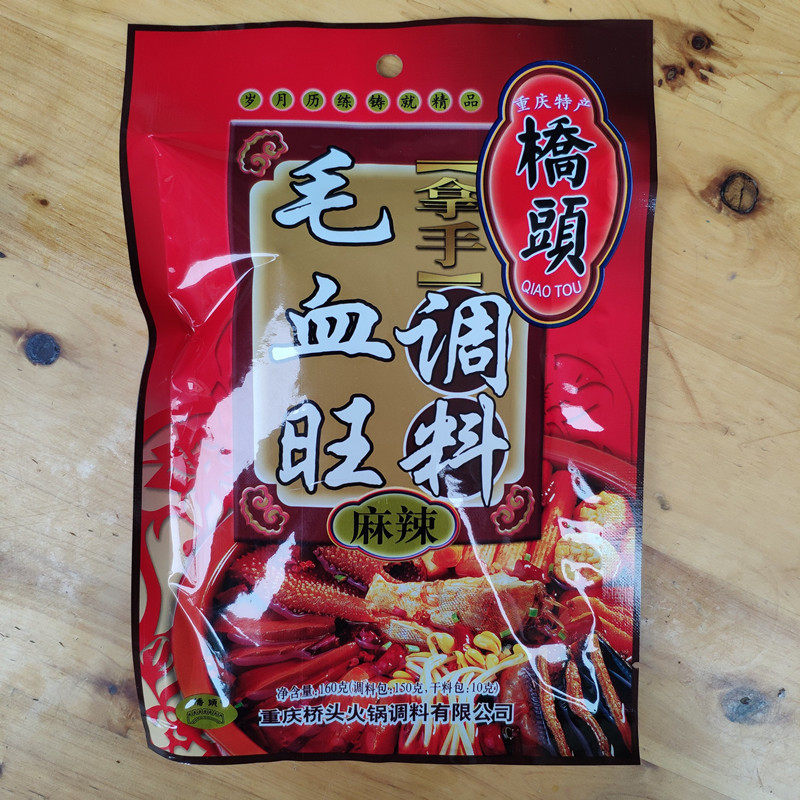 岁月历练铸就精品
重庆特产
橋頭
QIAO TOU
拿手
毛血旺
调料
麻辣
净含量:160克(调料包:150克,干料包:10克)
重庆桥头火锅调料有限公司
橋頭